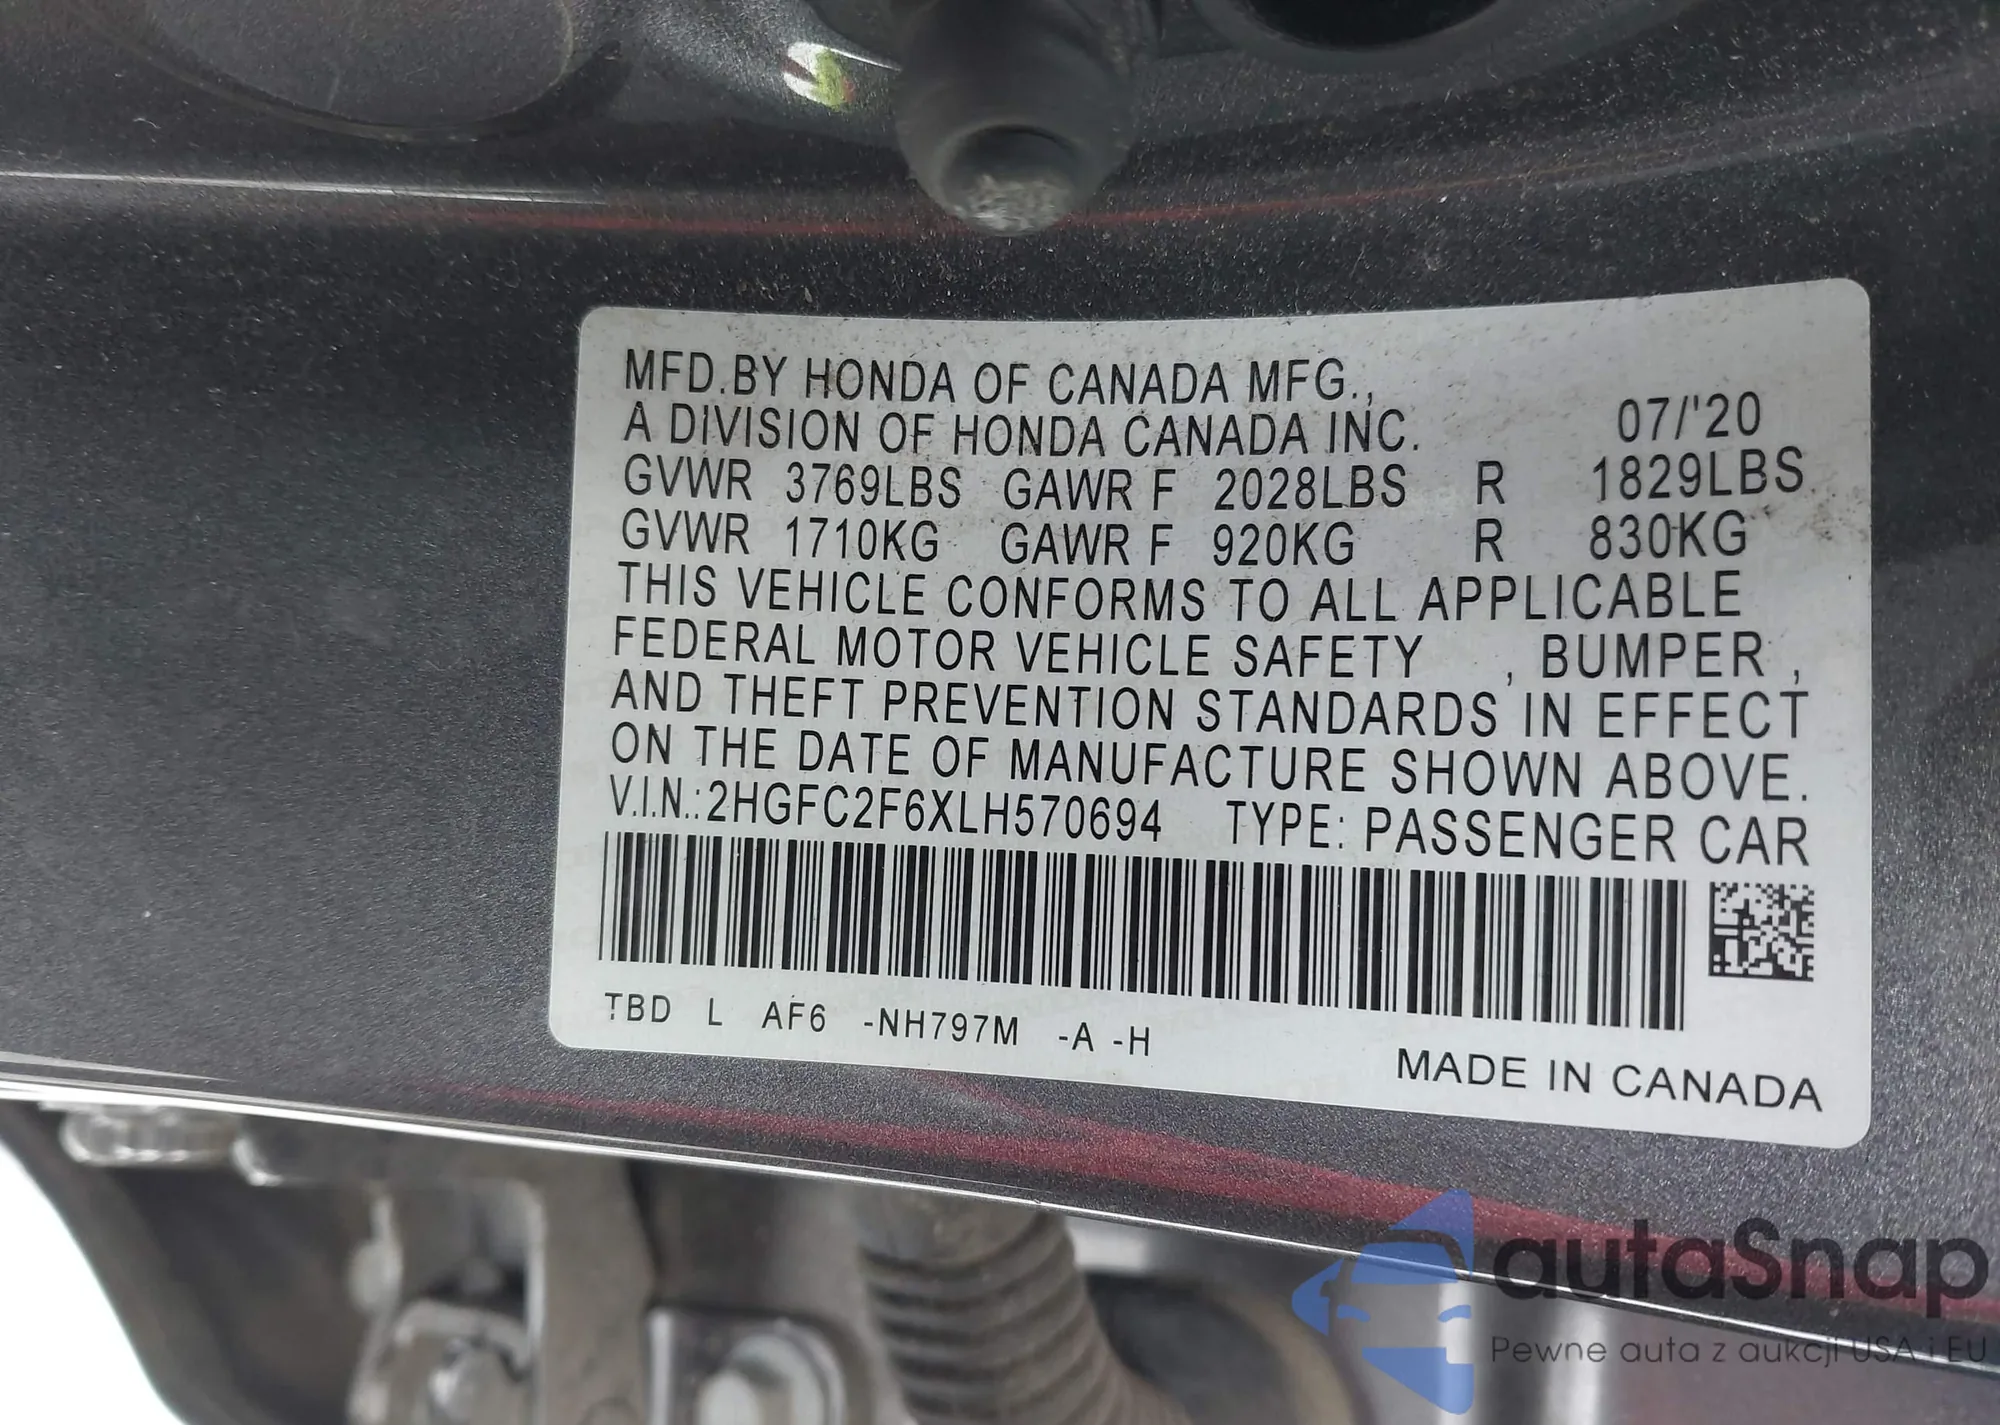 MFD.BY HONDA OF CANADA MFG.,
A DIVISION OF HONDA CANADA INC. 07/'20
GVWR 3769LBS GAWR F 2028LBS R 1829LBS
GVWR 1710KG GAWR F 920KG R 830KG
THIS VEHICLE CONFORMS TO ALL APPLICABLE
FEDERAL MOTOR VEHICLE SAFETY , BUMPER ,
AND THEFT PREVENTION STANDARDS IN EFFECT
ON THE DATE OF MANUFACTURE SHOWN ABOVE.
V.I.N.:2HGFC2F6XLH570694 TYPE: PASSENGER CAR
TBD L AF6 -NH797M -A -H
MADE IN CANADA
autaSnap
Pewne auta z aukcji USA i EU